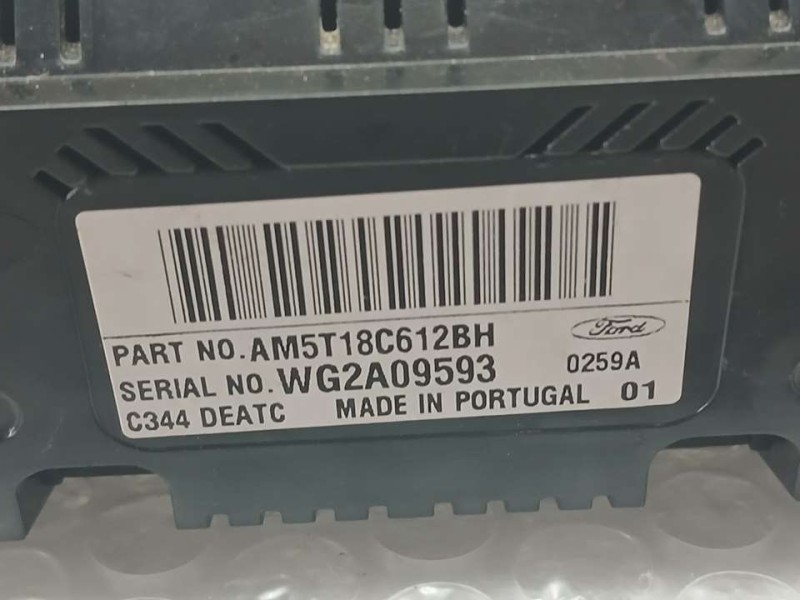 PART NO. AM5T18C612BH
Ford
SERIAL NO. WG2A09593
0259A
C344 DEATC MADE IN PORTUGAL 01